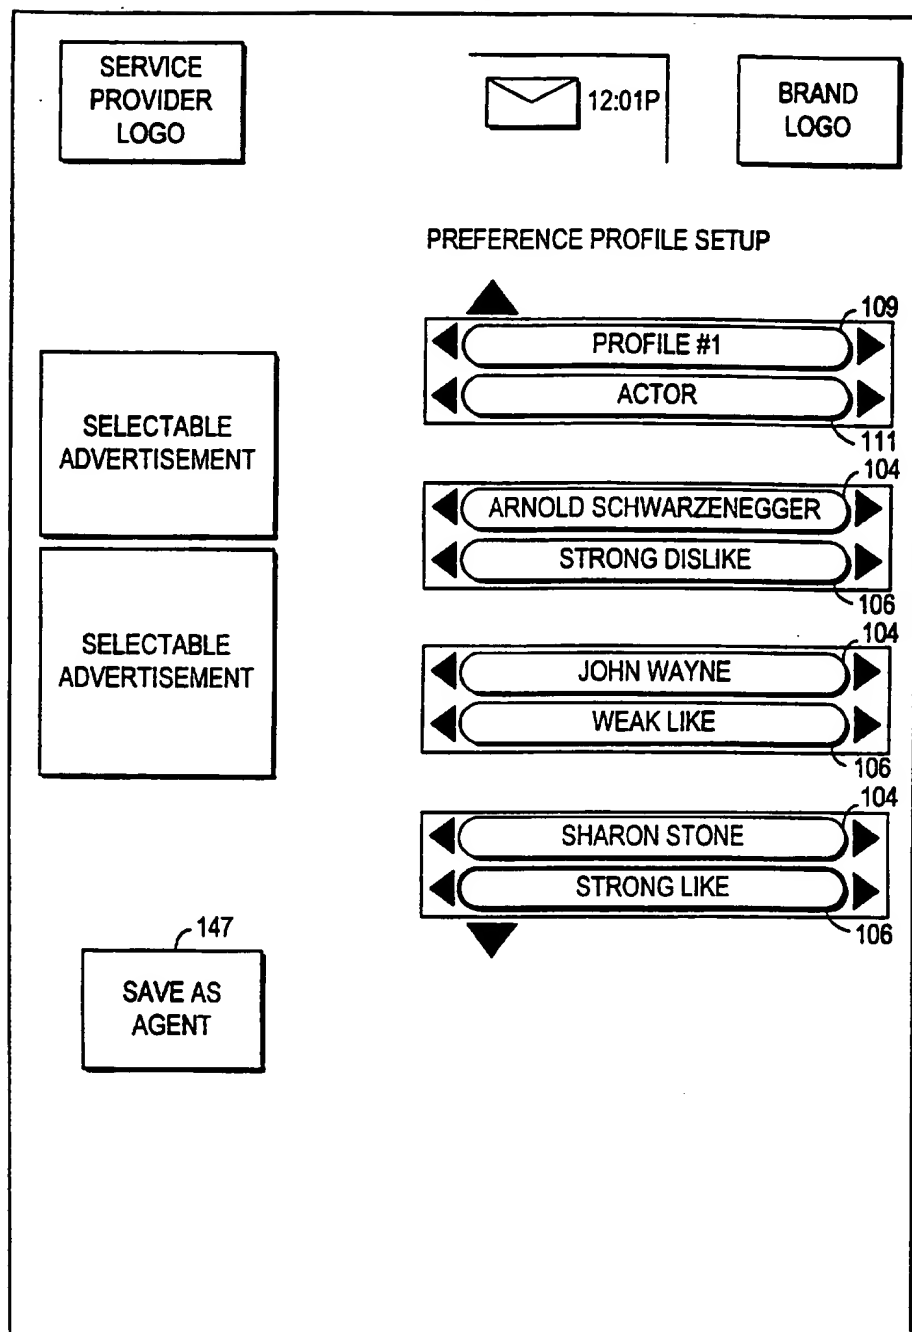 SERVICE
PROVIDER
LOGO
12:01P
BRAND
LOGO
PREFERENCE PROFILE SETUP
109
PROFILE #1
ACTOR
111
SELECTABLE
ADVERTISEMENT
104
ARNOLD SCHWARZENEGGER
STRONG DISLIKE
106
SELECTABLE
ADVERTISEMENT
104
JOHN WAYNE
WEAK LIKE
106
104
SHARON STONE
STRONG LIKE
106
147
SAVE AS
AGENT